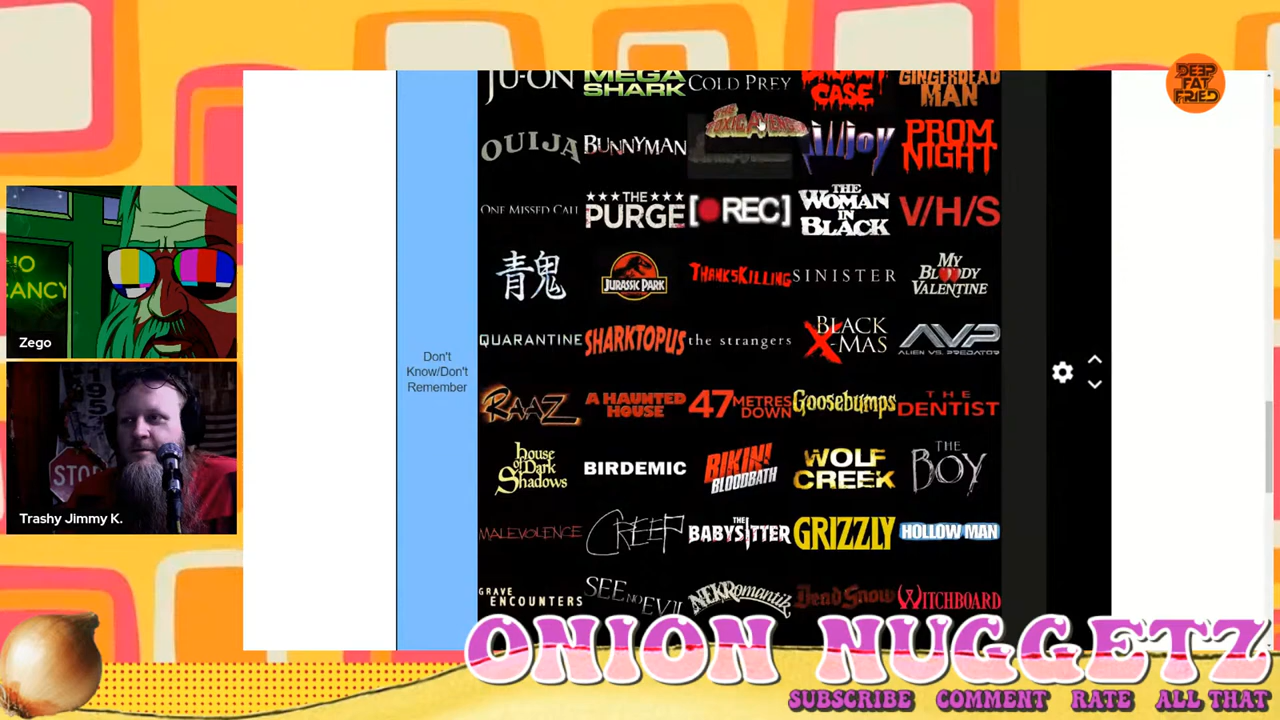 JU-ON MEGA SHARK COLD PREY CASE GINGERDEAD MAN
OUIJA BUNNYMAN THE TOXIC AVENGER Killjoy PROM NIGHT
ONE MISSED CALL THE PURGE [REC] THE WOMAN IN BLACK V/H/S
青鬼 JURASSIC PARK THANKSKILLING SINISTER MY BLOODY VALENTINE
QUARANTINE SHARKTOPUS the strangers BLACK X-MAS AVP ALIEN VS. PREDATOR
RAAZ A HAUNTED HOUSE 47 METRES DOWN Goosebumps THE DENTIST
House of Dark Shadows BIRDEMIC BIKINI BLOODBATH WOLF CREEK THE BOY
MALEVOLENCE CREEP THE BABYSITTER GRIZZLY HOLLOW MAN
GRAVE ENCOUNTERS SEE NO EVIL NEKRomantik Dead Snow WITCHBOARD
Don't
Know/Don't
Remember
DEEP
FAT
FRIED
NO
CANCY
Zego
195
STOP
Trashy Jimmy K.
ONION NUGGETZ
SUBSCRIBE COMMENT RATE ALL THAT